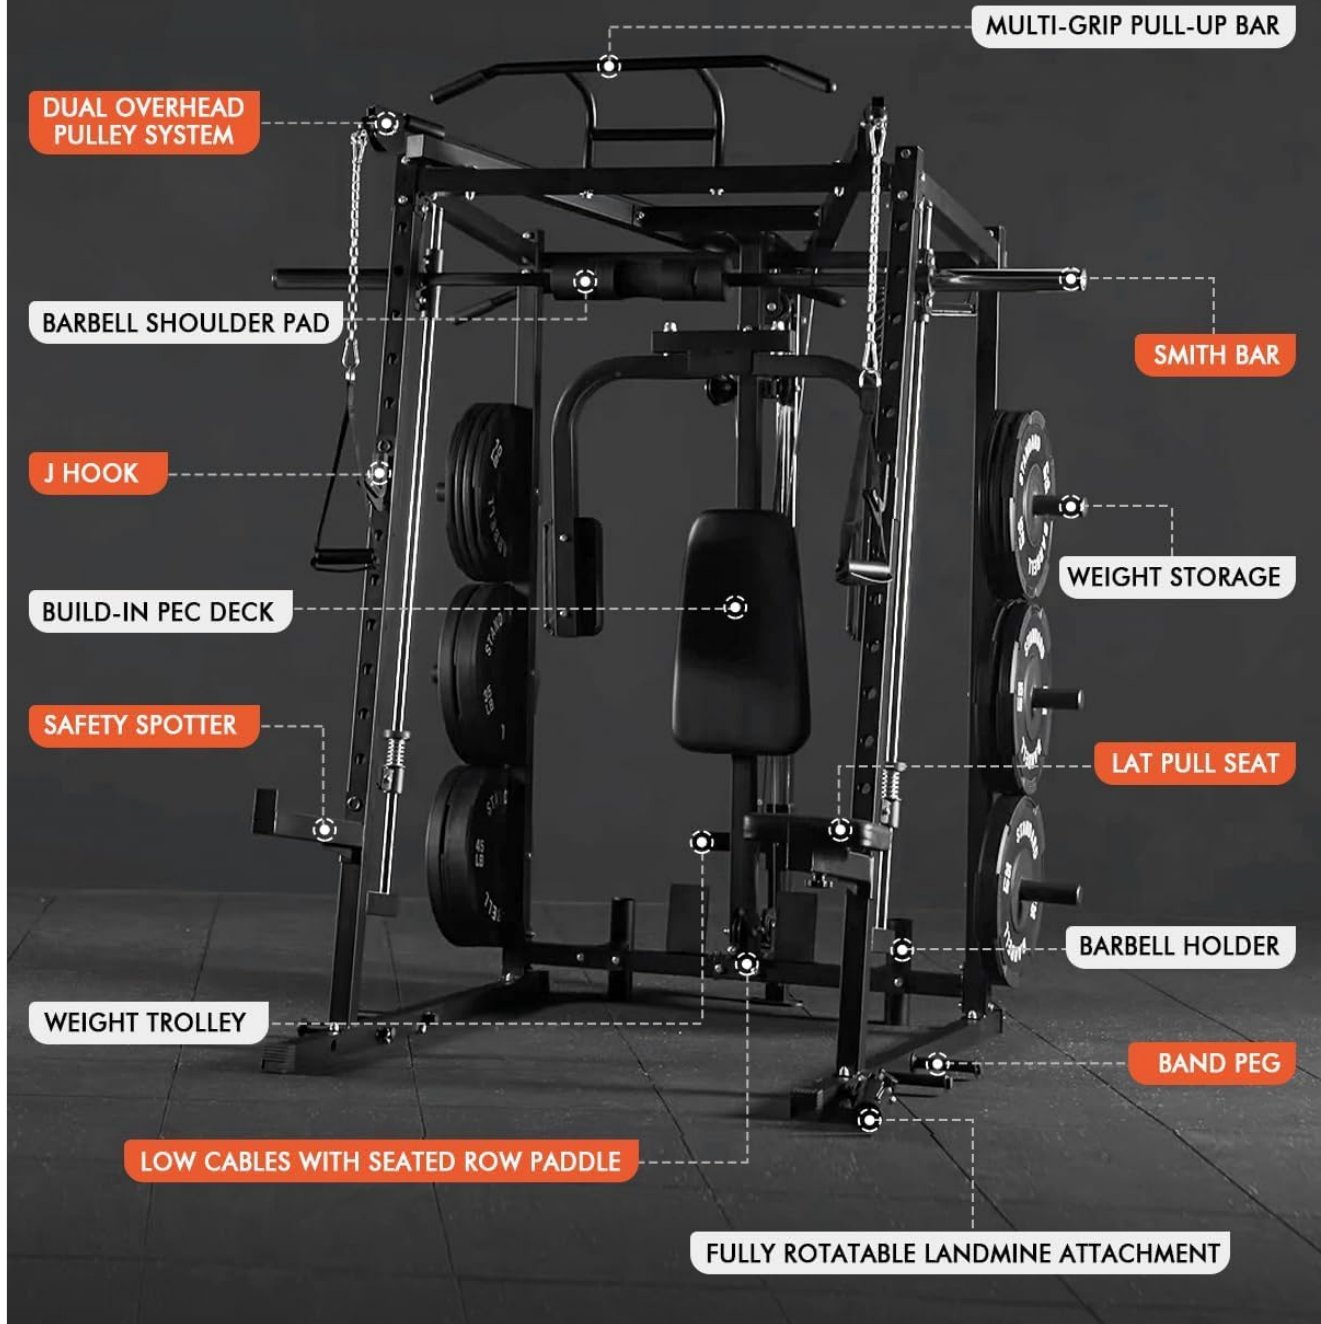 MULTI-GRIP PULL-UP BAR
DUAL OVERHEAD
PULLEY SYSTEM
BARBELL SHOULDER PAD
SMITH BAR
J HOOK
WEIGHT STORAGE
BUILD-IN PEC DECK
SAFETY SPOTTER
LAT PULL SEAT
BARBELL HOLDER
WEIGHT TROLLEY
BAND PEG
LOW CABLES WITH SEATED ROW PADDLE
FULLY ROTATABLE LANDMINE ATTACHMENT